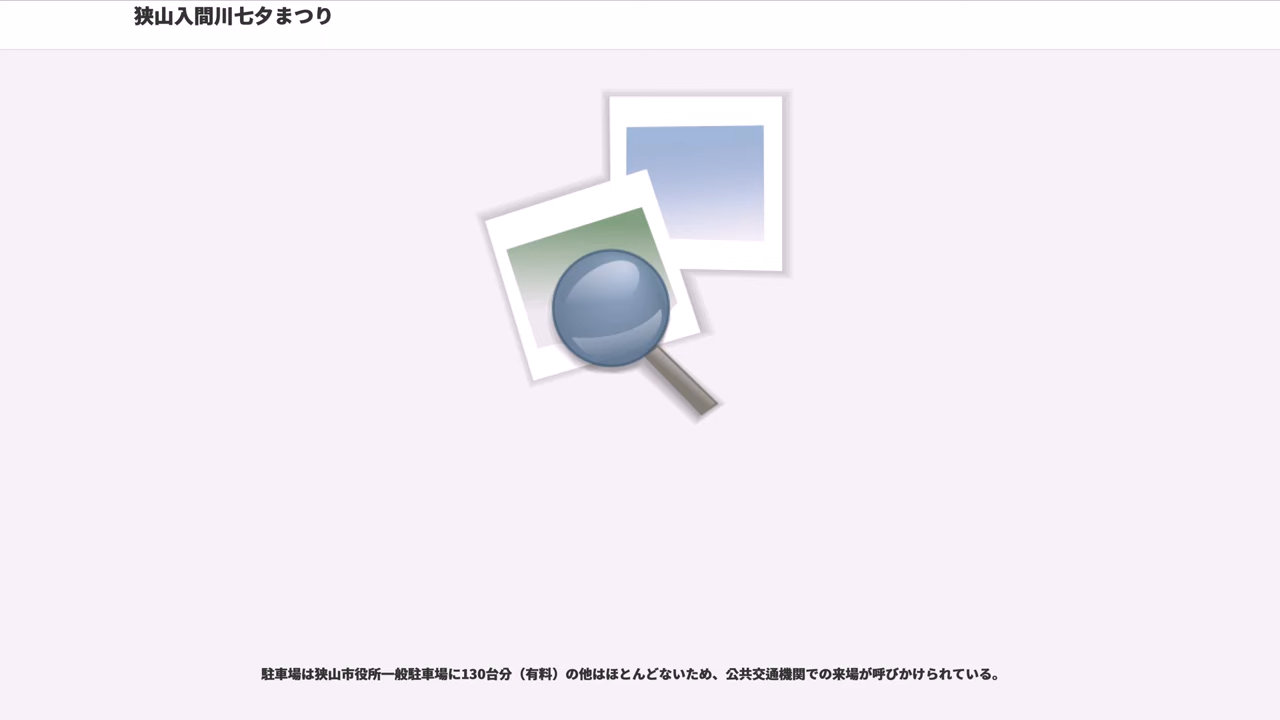 狭山入間川七夕まつり
駐車場は狭山市役所一般駐車場に130台分（有料）の他はほとんどないため、公共交通機関での来場が呼びかけられている。